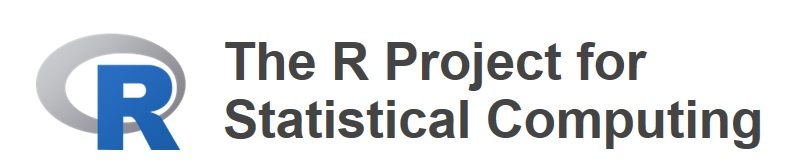 R
The R Project for
Statistical Computing